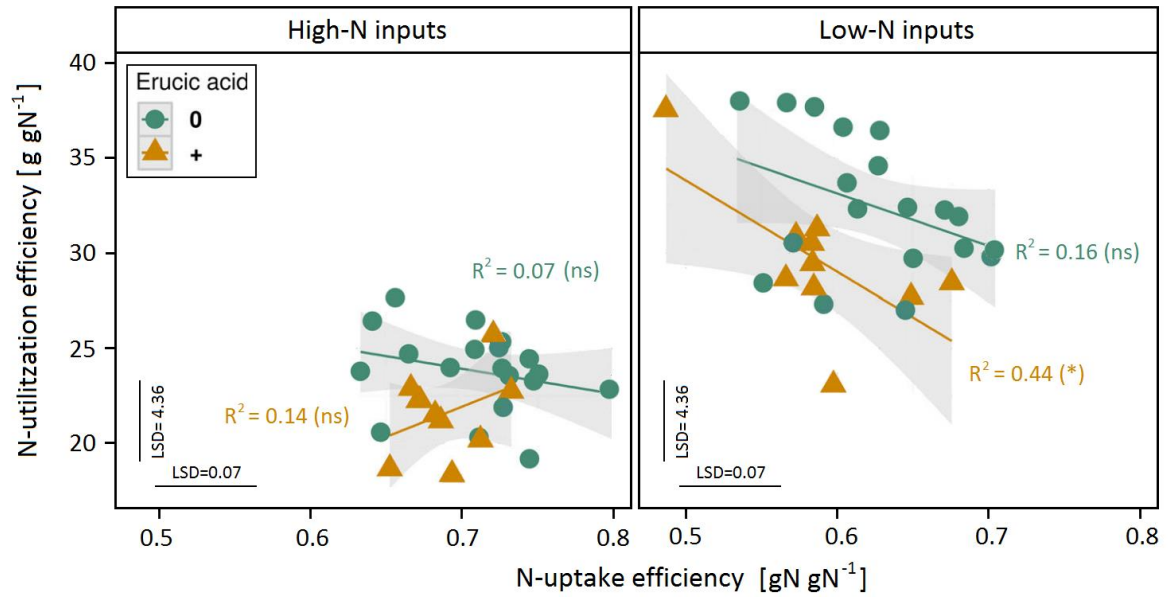 High-N inputs
Low-N inputs
N-utilitzation efficiency [g gN⁻¹]
40
35
30
25
20
Erucic acid
0
+
R² = 0.07 (ns)
R² = 0.14 (ns)
LSD= 4.36
LSD=0.07
R² = 0.16 (ns)
R² = 0.44 (*)
LSD= 4.36
LSD=0.07
0.5 0.6 0.7 0.8
0.5 0.6 0.7 0.8
N-uptake efficiency [gN gN⁻¹]